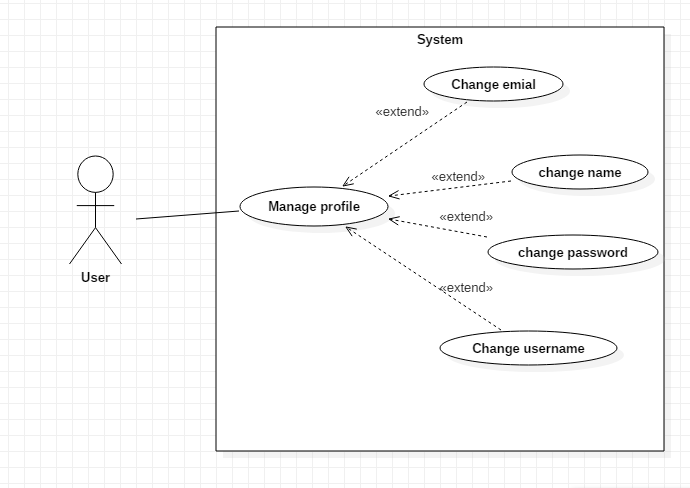 System
Change emial
«extend»
change name
«extend»
Manage profile
«extend»
change password
User
«extend»
Change username